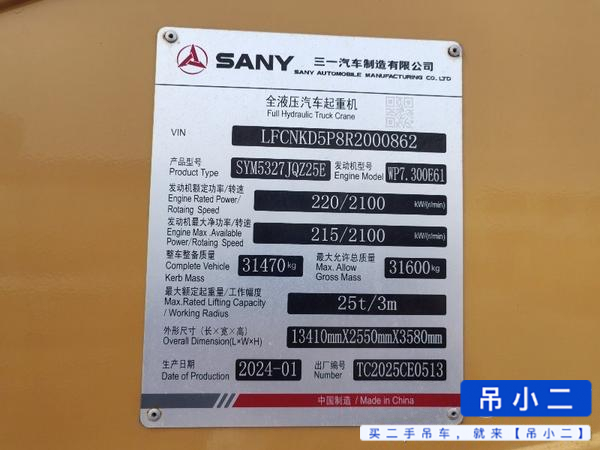 SANY 三一汽车制造有限公司
SANY AUTOMOBILE MANUFACTURING CO.,LTD
全液压汽车起重机
Full Hydraulic Truck Crane
VIN LFCNKD5P8R2000862
产品型号 Product Type SYM5327JQZ25E 发动机型号 Engine Model WP7.300E61
发动机额定功率/转速
Engine Rated Power/
Rotaing Speed 220/2100 kW/(r/min)
发动机最大净功率/转速
Engine Max .Available
Power/Rotaing Speed 215/2100 kW/(r/min)
整车整备质量
Complete Vehicle
Kerb Mass 31470kg
最大允许总质量
Max. Allow
Gross Mass 31600kg
最大额定起重量/工作幅度
Max.Rated Lifting Capacity
/ Working Radius 25t/3m
外形尺寸（长×宽×高）
Overall Dimension(L×W×H) 13410mmX2550mmX3580mm
生产日期
Date of Production 2024-01
出厂编号
Number TC2025CE0513
中国制造 / Made in China
吊小二
买二手吊车，就来【吊小二】